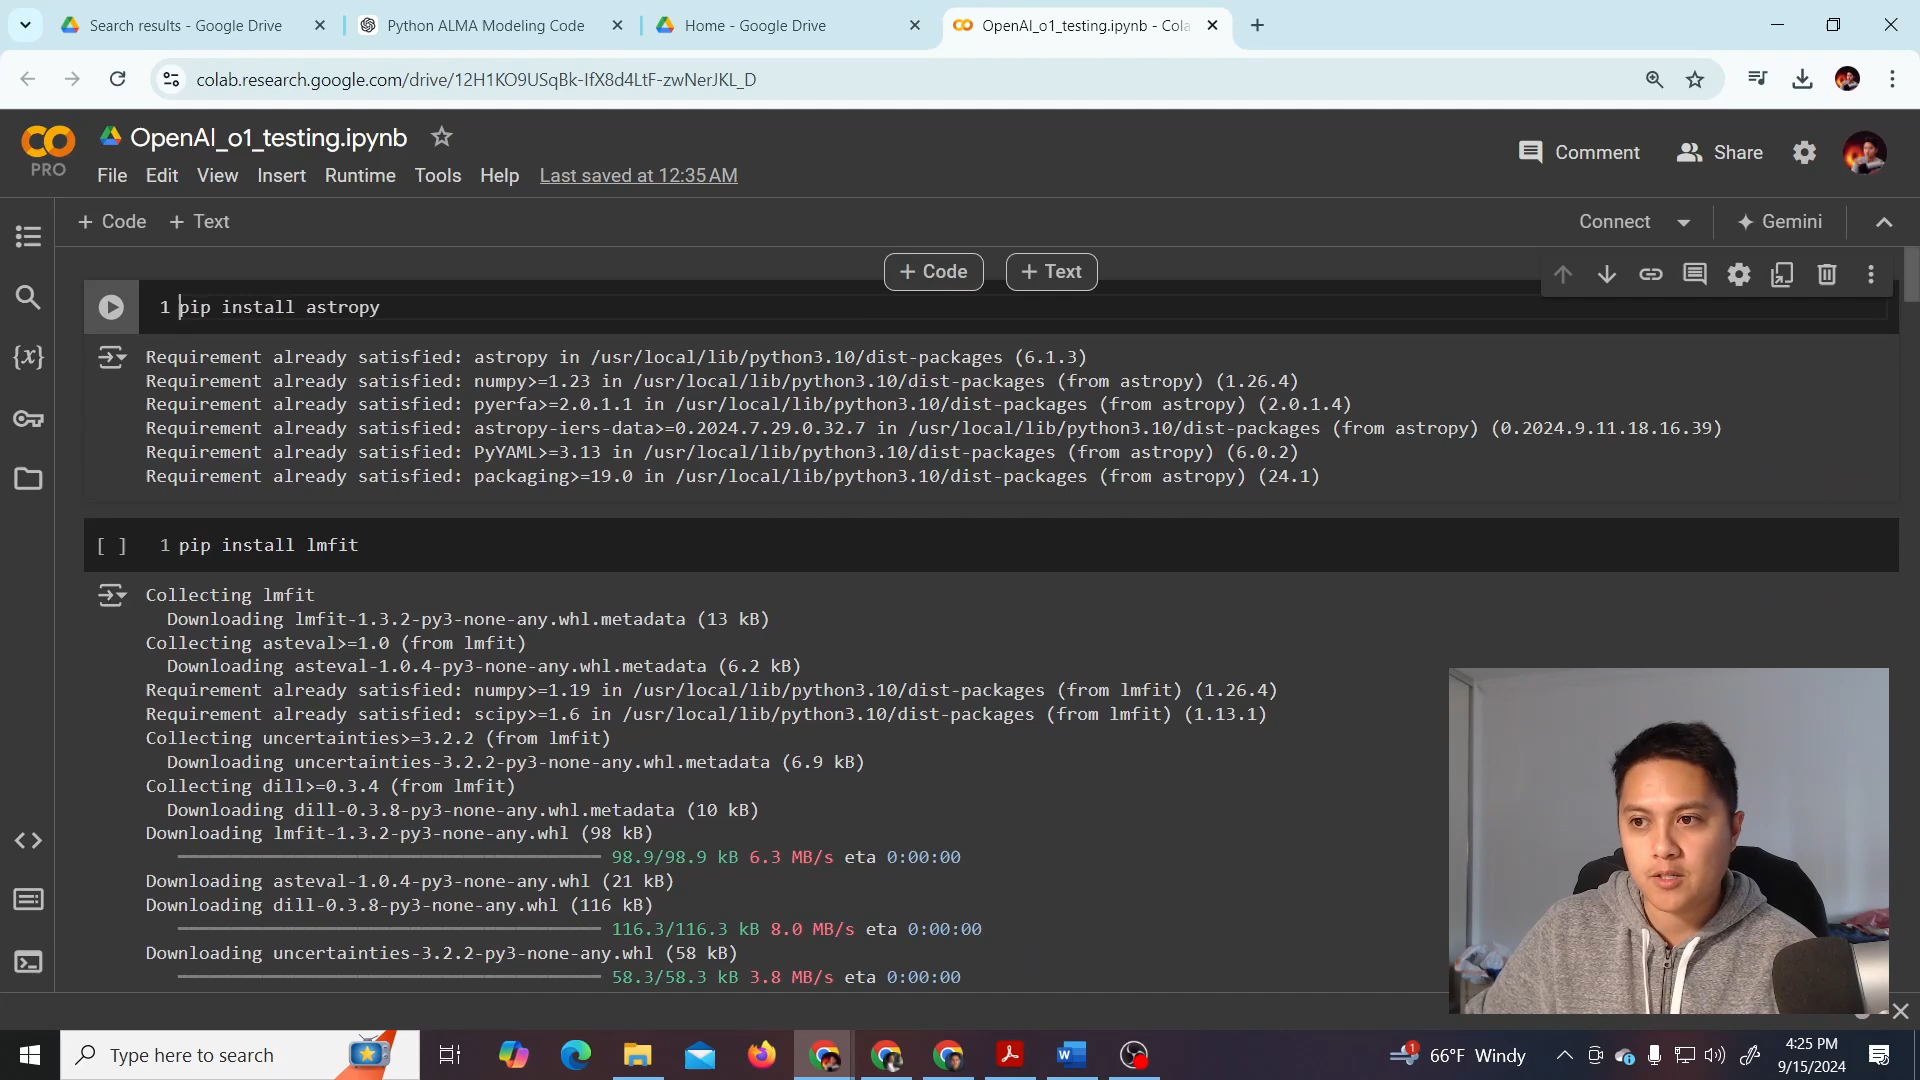 Search results - Google Drive
Python ALMA Modeling Code
Home - Google Drive
OpenAI_o1_testing.ipynb - Cola
colab.research.google.com/drive/12H1KO9USqBk-IfX8d4LtF-zwNerJKL_D
PRO
OpenAI_o1_testing.ipynb
Comment
Share
File Edit View Insert Runtime Tools Help Last saved at 12:35 AM
+ Code + Text
Connect
Gemini
+ Code
+ Text
1 pip install astropy
Requirement already satisfied: astropy in /usr/local/lib/python3.10/dist-packages (6.1.3)
Requirement already satisfied: numpy>=1.23 in /usr/local/lib/python3.10/dist-packages (from astropy) (1.26.4)
Requirement already satisfied: pyerfa>=2.0.1.1 in /usr/local/lib/python3.10/dist-packages (from astropy) (2.0.1.4)
Requirement already satisfied: astropy-iers-data>=0.2024.7.29.0.32.7 in /usr/local/lib/python3.10/dist-packages (from astropy) (0.2024.9.11.18.16.39)
Requirement already satisfied: PyYAML>=3.13 in /usr/local/lib/python3.10/dist-packages (from astropy) (6.0.2)
Requirement already satisfied: packaging>=19.0 in /usr/local/lib/python3.10/dist-packages (from astropy) (24.1)
[ ] 1 pip install lmfit
Collecting lmfit
Downloading lmfit-1.3.2-py3-none-any.whl.metadata (13 kB)
Collecting asteval>=1.0 (from lmfit)
Downloading asteval-1.0.4-py3-none-any.whl.metadata (6.2 kB)
Requirement already satisfied: numpy>=1.19 in /usr/local/lib/python3.10/dist-packages (from lmfit) (1.26.4)
Requirement already satisfied: scipy>=1.6 in /usr/local/lib/python3.10/dist-packages (from lmfit) (1.13.1)
Collecting uncertainties>=3.2.2 (from lmfit)
Downloading uncertainties-3.2.2-py3-none-any.whl.metadata (6.9 kB)
Collecting dill>=0.3.4 (from lmfit)
Downloading dill-0.3.8-py3-none-any.whl.metadata (10 kB)
Downloading lmfit-1.3.2-py3-none-any.whl (98 kB)
98.9/98.9 kB 6.3 MB/s eta 0:00:00
Downloading asteval-1.0.4-py3-none-any.whl (21 kB)
Downloading dill-0.3.8-py3-none-any.whl (116 kB)
116.3/116.3 kB 8.0 MB/s eta 0:00:00
Downloading uncertainties-3.2.2-py3-none-any.whl (58 kB)
58.3/58.3 kB 3.8 MB/s eta 0:00:00
Type here to search
1
66°F Windy
4:25 PM
9/15/2024